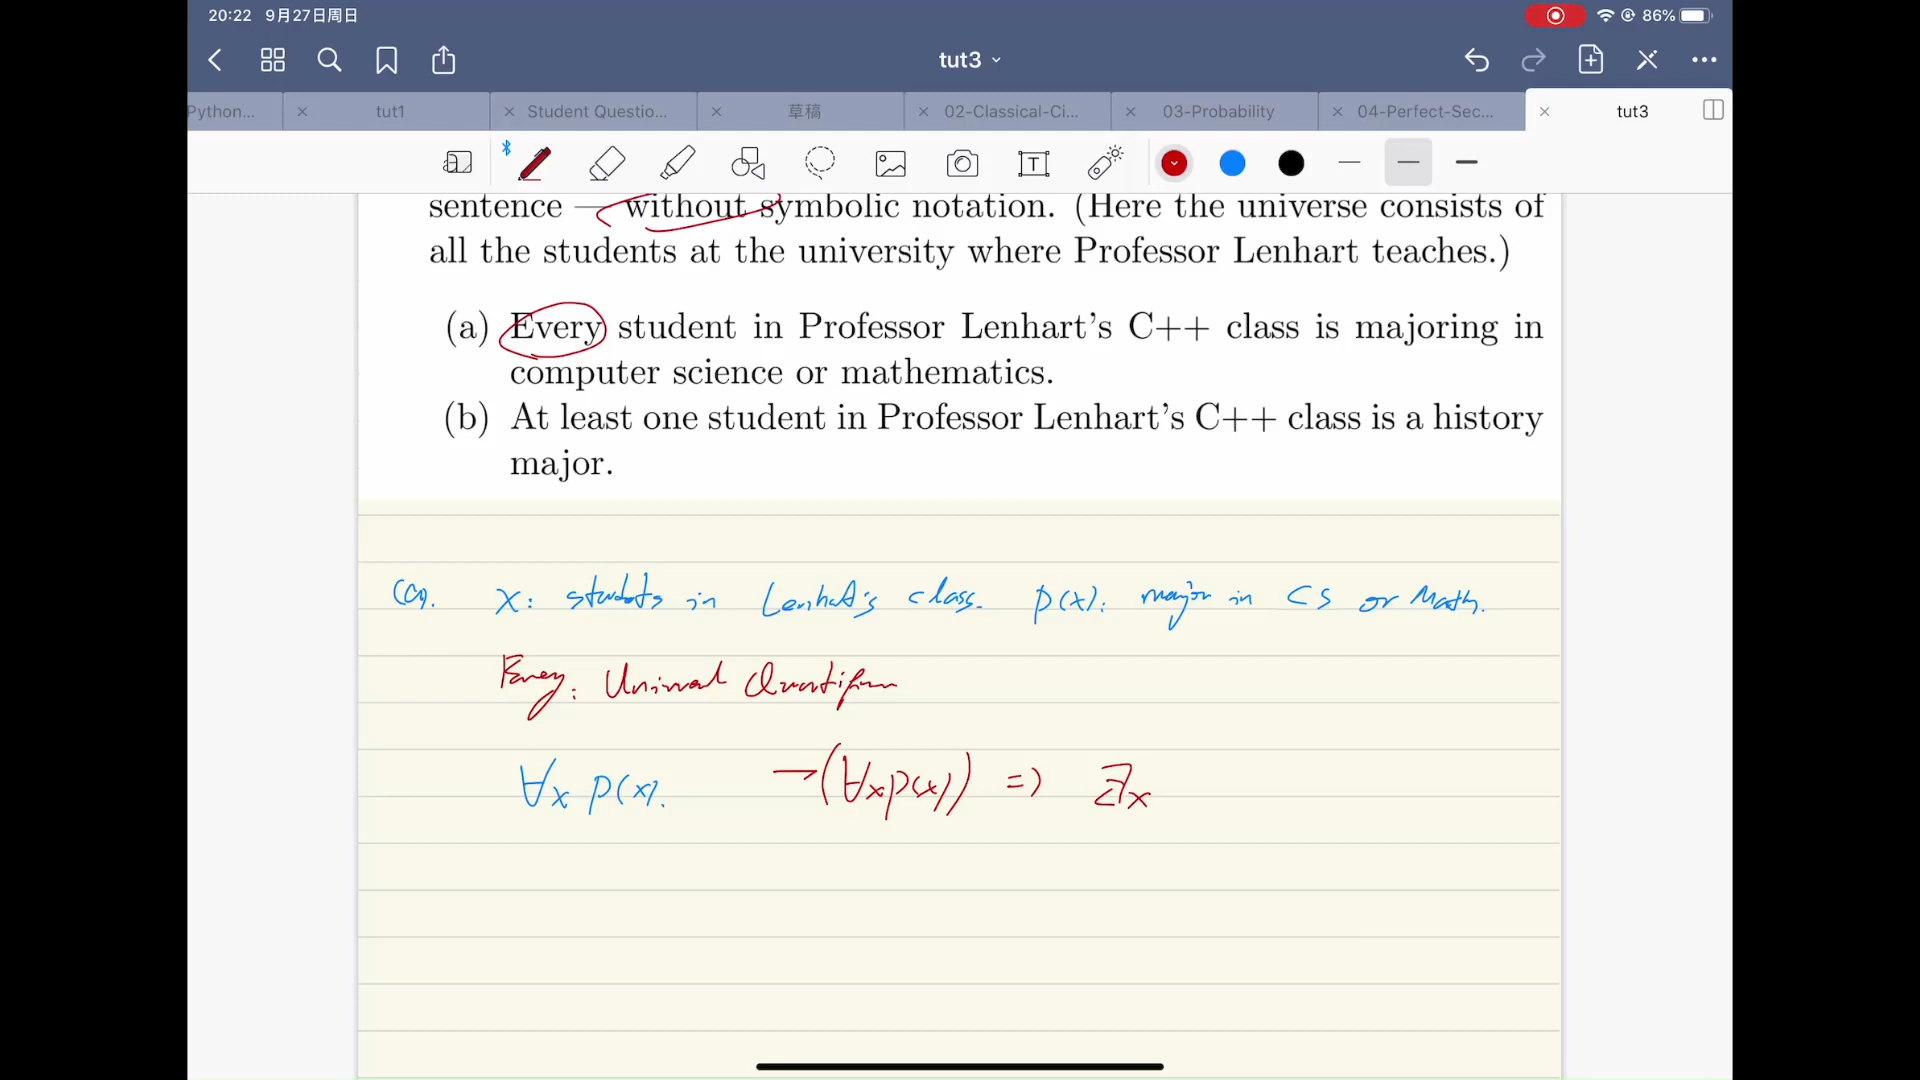 20:22 9月27日周日 86%
tut3
Python... tut1 Student Questio... 草稿 02-Classical-Ci... 03-Probability 04-Perfect-Sec... tut3
sentence — without symbolic notation. (Here the universe consists of
all the students at the university where Professor Lenhart teaches.)
(a) Every student in Professor Lenhart's C++ class is majoring in
computer science or mathematics.
(b) At least one student in Professor Lenhart's C++ class is a history
major.
(a). x: students in Lenhart's class. p(x): major in CS or Math.
Every: Universal Quantifier
∀x p(x). ¬(∀x p(x)) => ∃x